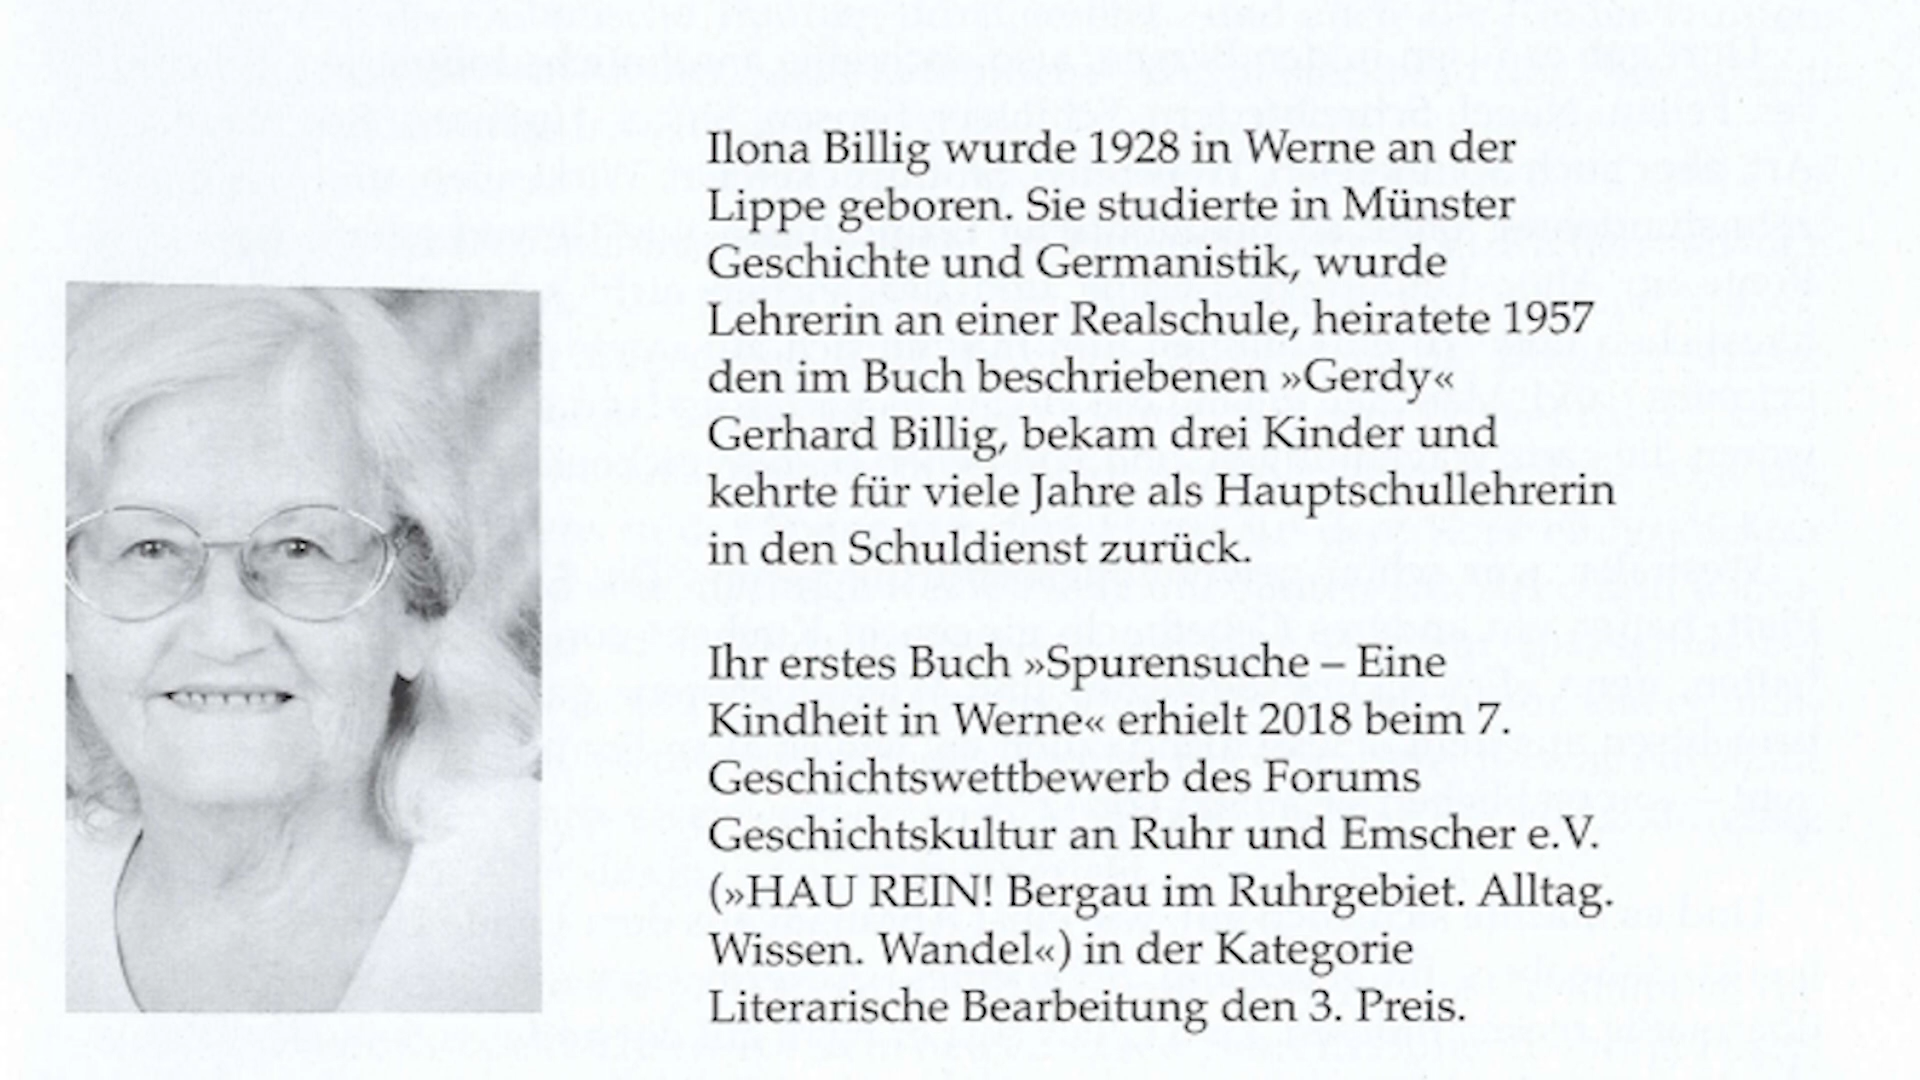 Ilona Billig wurde 1928 in Werne an der
Lippe geboren. Sie studierte in Münster
Geschichte und Germanistik, wurde
Lehrerin an einer Realschule, heiratete 1957
den im Buch beschriebenen »Gerdy«
Gerhard Billig, bekam drei Kinder und
kehrte für viele Jahre als Hauptschullehrerin
in den Schuldienst zurück.
Ihr erstes Buch »Spurensuche – Eine
Kindheit in Werne« erhielt 2018 beim 7.
Geschichtswettbewerb des Forums
Geschichtskultur an Ruhr und Emscher e.V.
(»HAU REIN! Bergau im Ruhrgebiet. Alltag.
Wissen. Wandel«) in der Kategorie
Literarische Bearbeitung den 3. Preis.